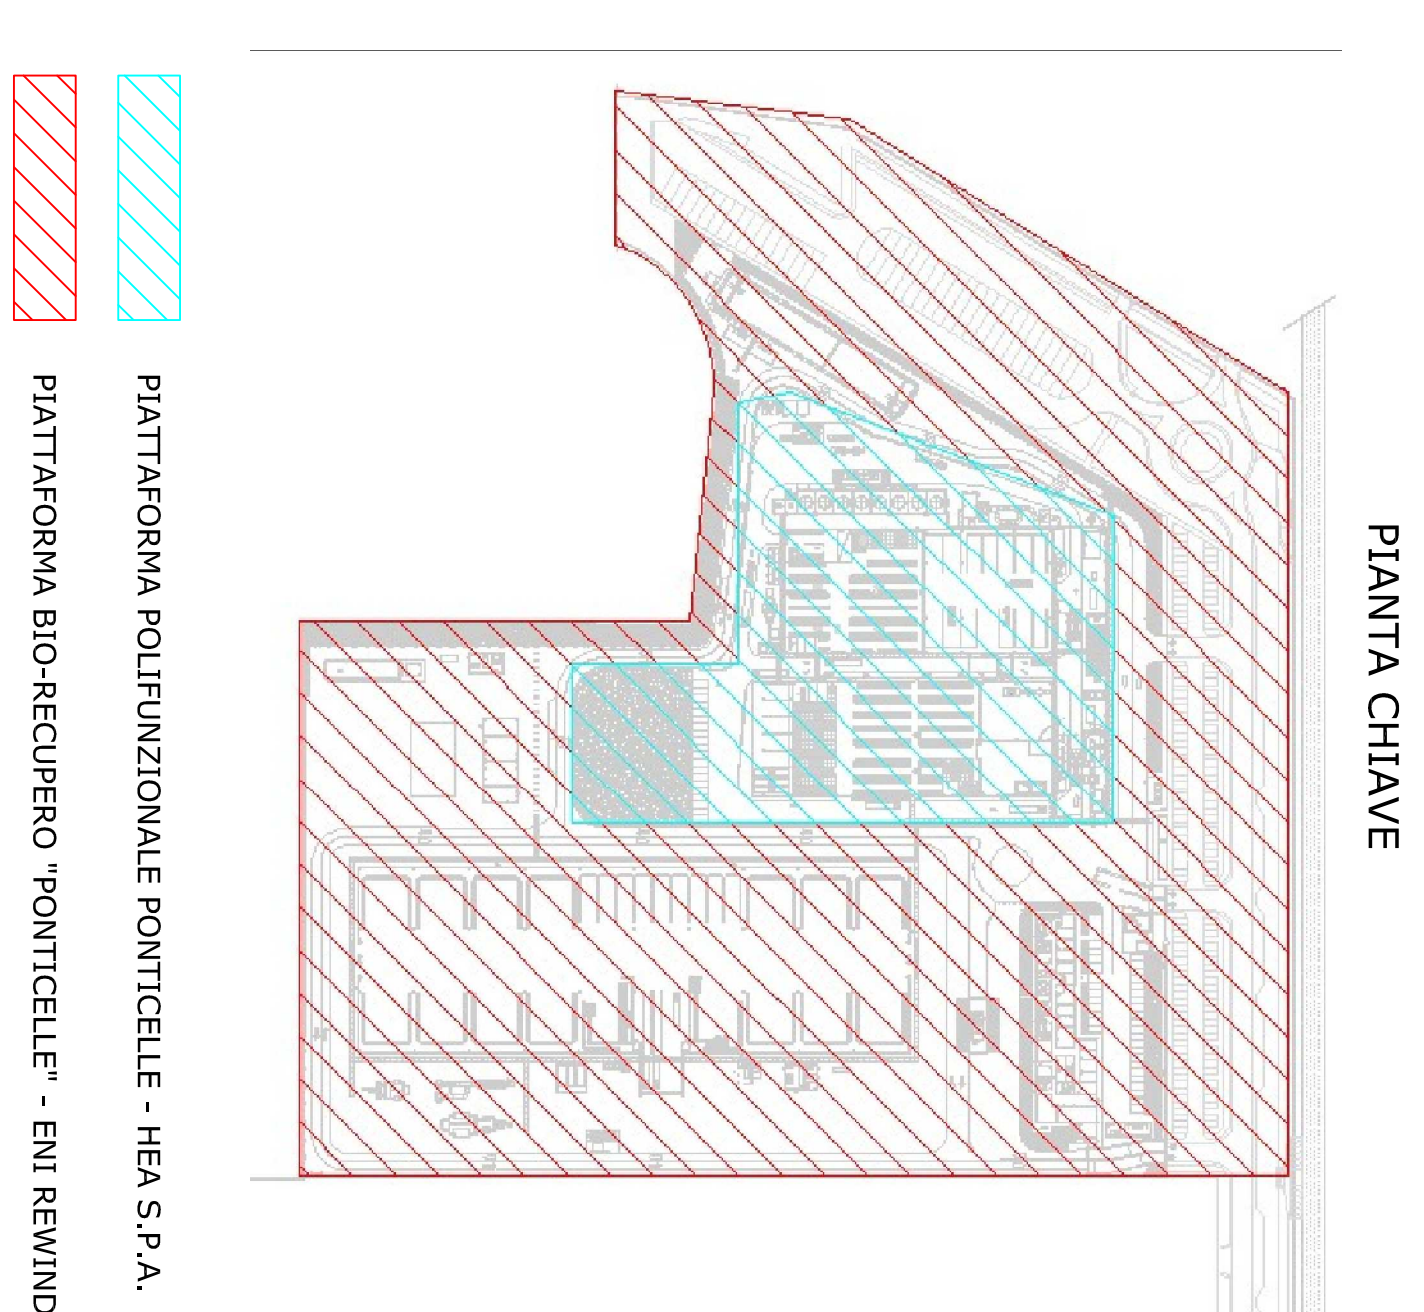 PIANTA CHIAVE
PIATTAFORMA POLIFUNZIONALE PONTICELLE - HEA S.P.A.
PIATTAFORMA BIO-RECUPERO "PONTICELLE" - ENI REWIND